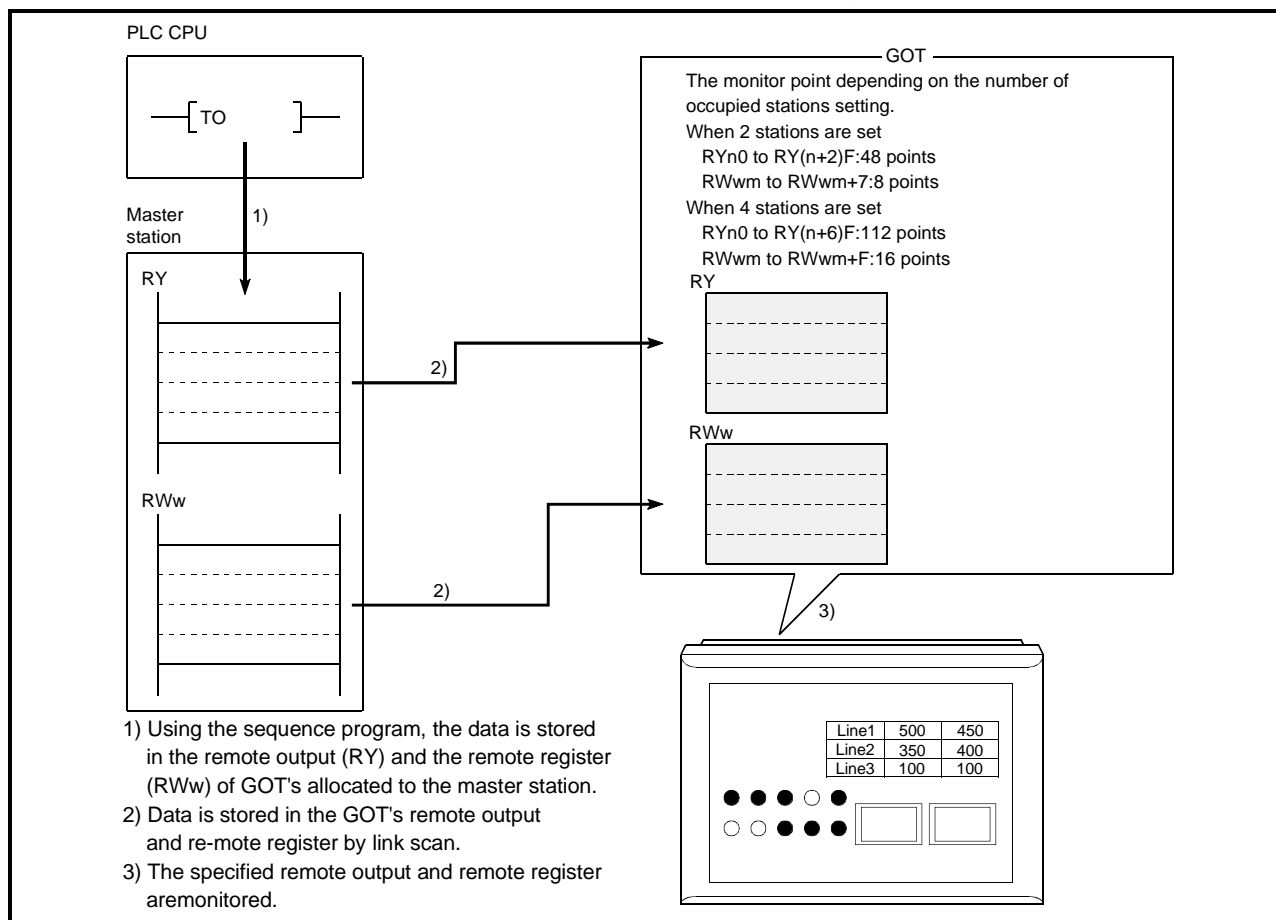 PLC CPU
TO
Master
station
1)
RY
2)
RWw
2)
GOT
The monitor point depending on the number of
occupied stations setting.
When 2 stations are set
RYn0 to RY(n+2)F:48 points
RWwm to RWwm+7:8 points
When 4 stations are set
RYn0 to RY(n+6)F:112 points
RWwm to RWwm+F:16 points
RY
RWw
3)
Line1 500 450
Line2 350 400
Line3 100 100
1) Using the sequence program, the data is stored
in the remote output (RY) and the remote register
(RWw) of GOT's allocated to the master station.
2) Data is stored in the GOT's remote output
and re-mote register by link scan.
3) The specified remote output and remote register
aremonitored.